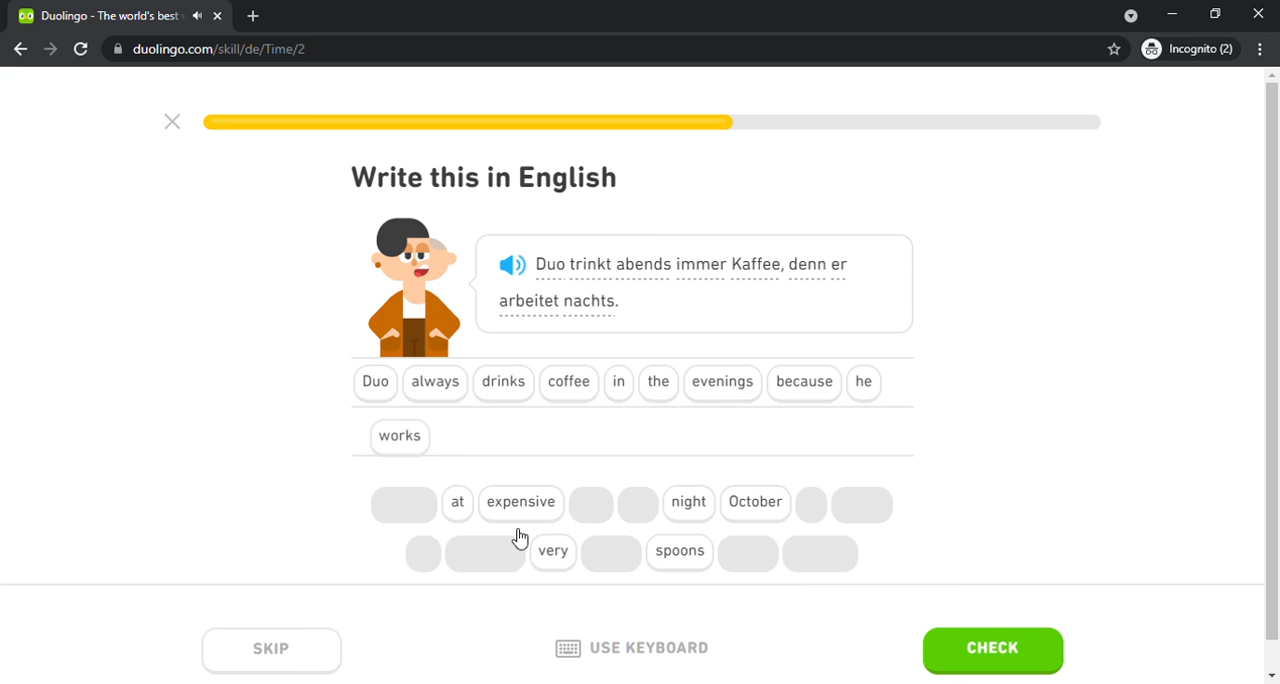 Duolingo - The world's best
duolingo.com/skill/de/Time/2
Incognito (2)
Write this in English
Duo trinkt abends immer Kaffee, denn er
arbeitet nachts.
Duo always drinks coffee in the evenings because he
works
at expensive night October
very spoons
SKIP
USE KEYBOARD
CHECK